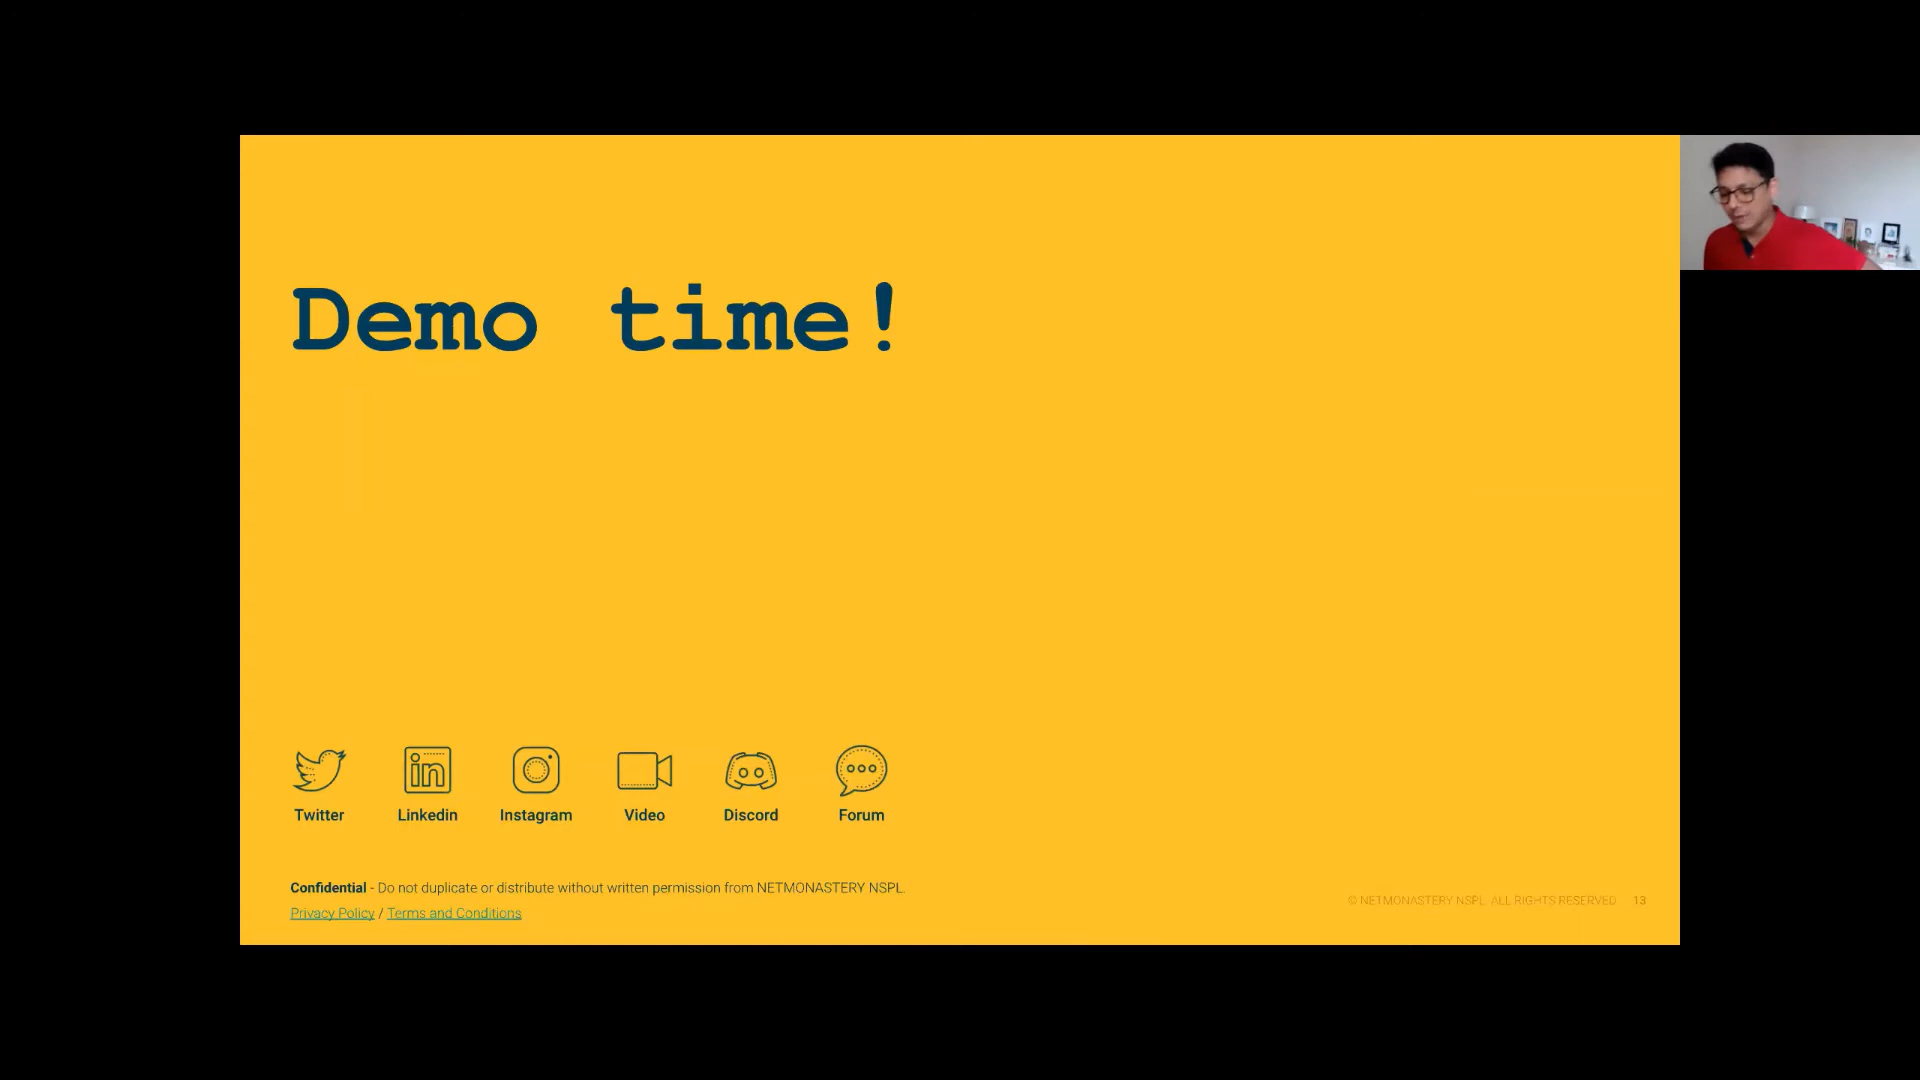 Demo time!
Twitter Linkedin Instagram Video Discord Forum
Confidential - Do not duplicate or distribute without written permission from NETMONASTERY NSPL.
Privacy Policy / Terms and Conditions
© NETMONASTERY NSPL. ALL RIGHTS RESERVED 13